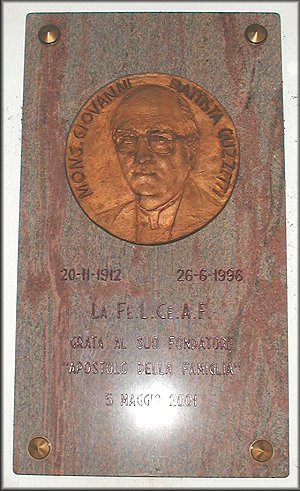 MONS. GIOVANNI BATTISTA GUZZETTI
20-11-1912 26-6-1996
LA FE.L.CE.A.F.
GRATA AL SUO FONDATORE
"APOSTOLO DELLA FAMIGLIA"
5 MAGGIO 2001